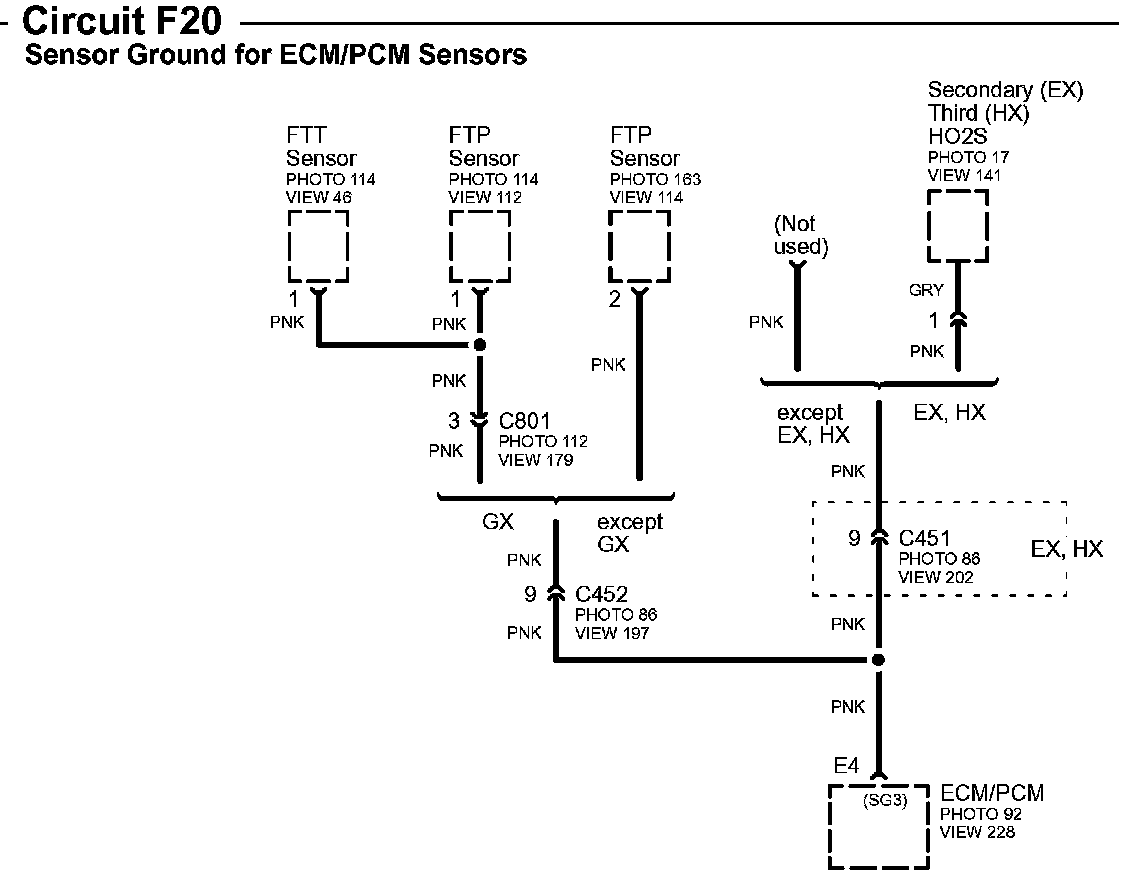 Circuit F20
Sensor Ground for ECM/PCM Sensors
Secondary (EX)
Third (HX)
HO2S
PHOTO 17
VIEW 141
FTT
Sensor
PHOTO 114
VIEW 46
FTP
Sensor
PHOTO 114
VIEW 112
FTP
Sensor
PHOTO 163
VIEW 114
(Not
used)
1
PNK
1
PNK
2
PNK
PNK
GRY
1
PNK
PNK
3
C801
PHOTO 112
VIEW 179
PNK
except
EX, HX
EX, HX
PNK
GX
except
GX
PNK
9
C452
PHOTO 86
VIEW 197
PNK
9
C451
PHOTO 86
VIEW 202
EX, HX
PNK
PNK
E4
(SG3)
ECM/PCM
PHOTO 92
VIEW 228